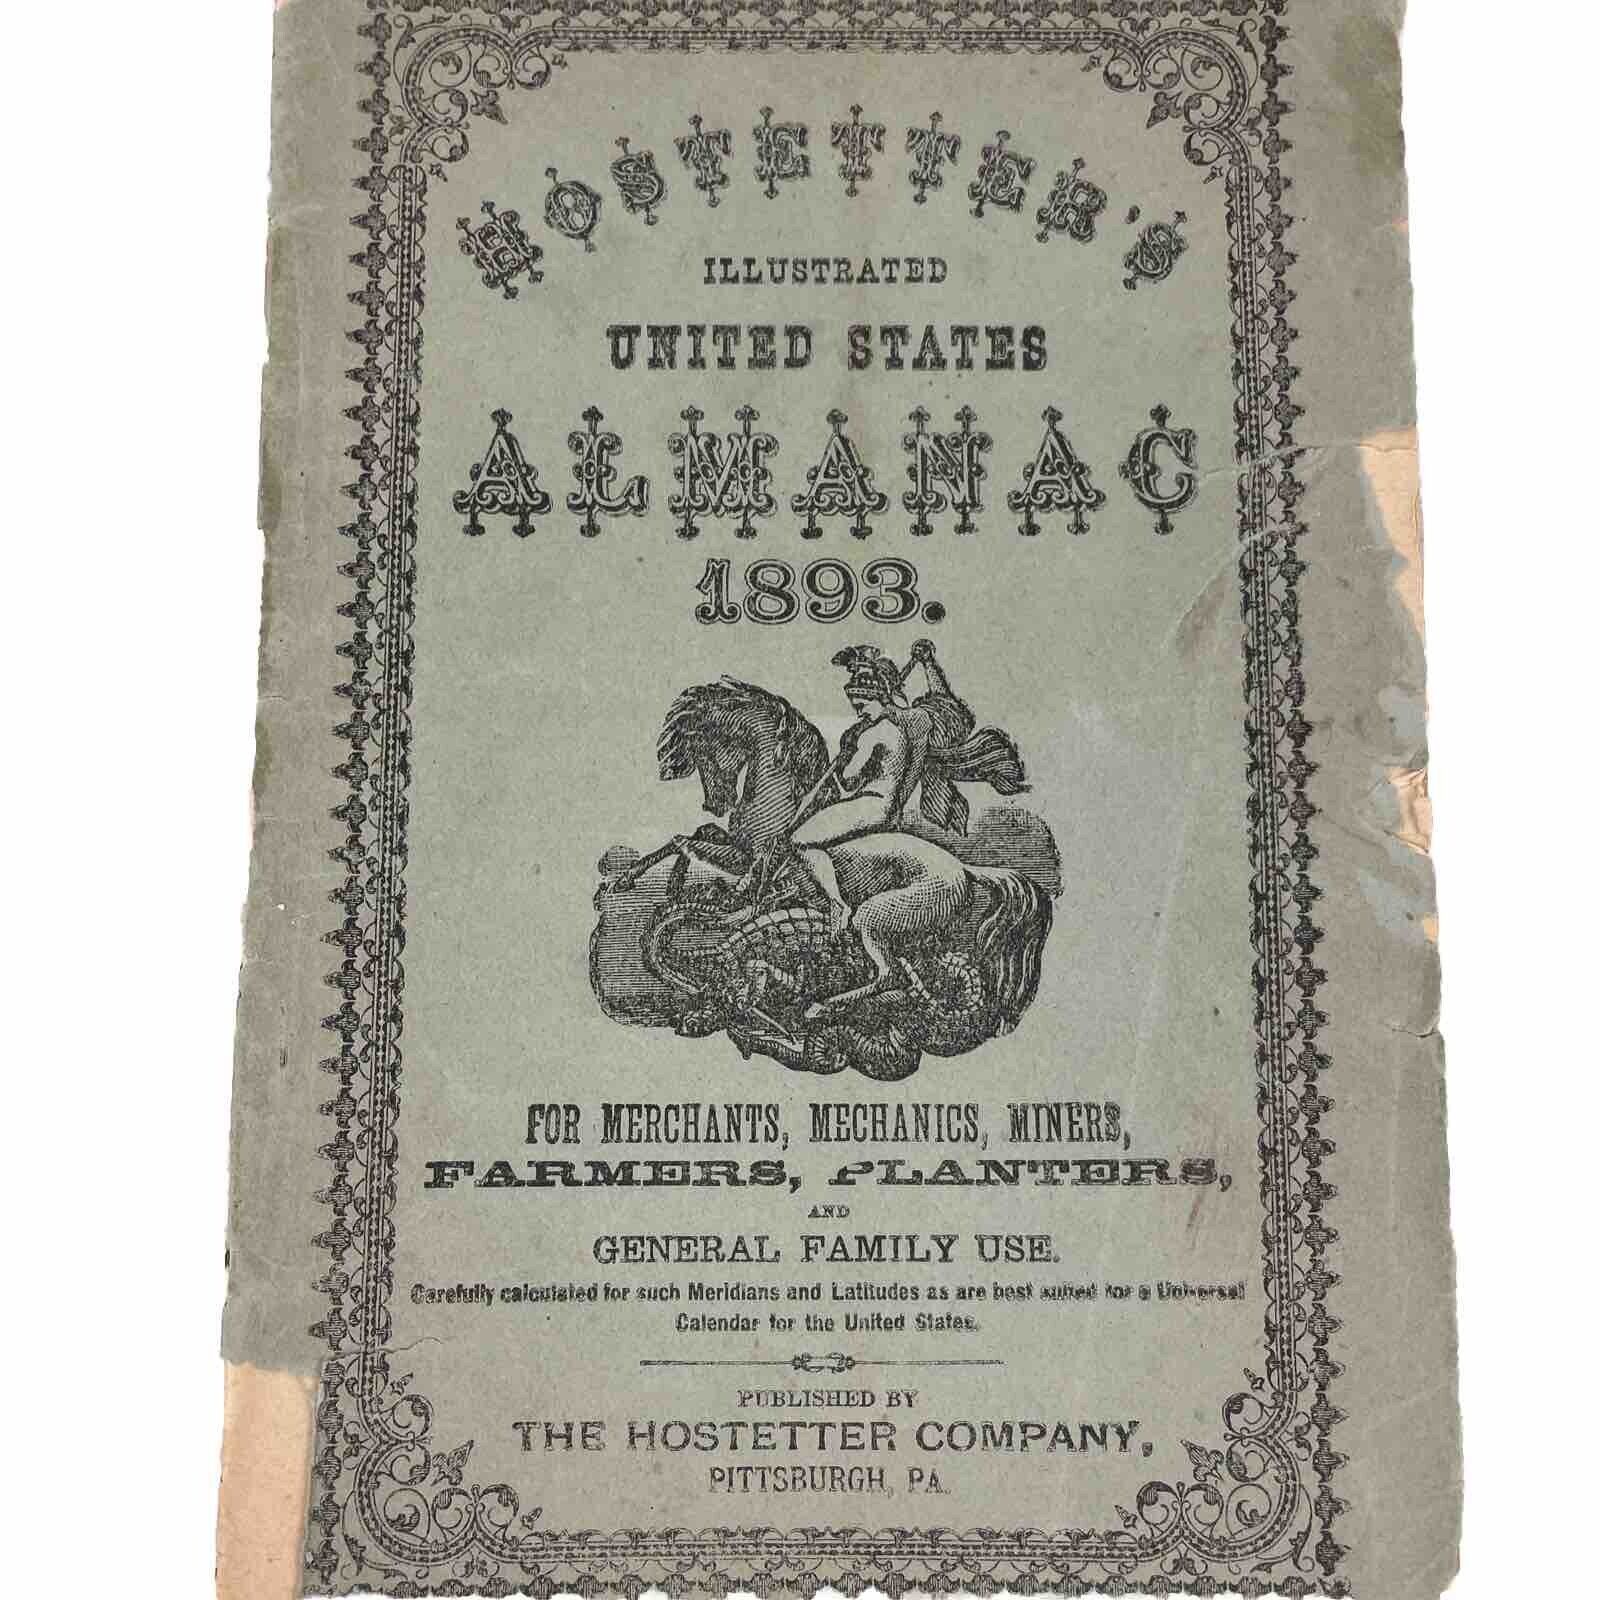 HOSTETTER'S
ILLUSTRATED
UNITED STATES
ALMANAC
1893.
FOR MERCHANTS, MECHANICS, MINERS,
FARMERS, PLANTERS,
AND
GENERAL FAMILY USE.
Carefully calculated for such Meridians and Latitudes as are best suited for a Universal
Calendar for the United States.
PUBLISHED BY
THE HOSTETTER COMPANY,
PITTSBURGH, PA.